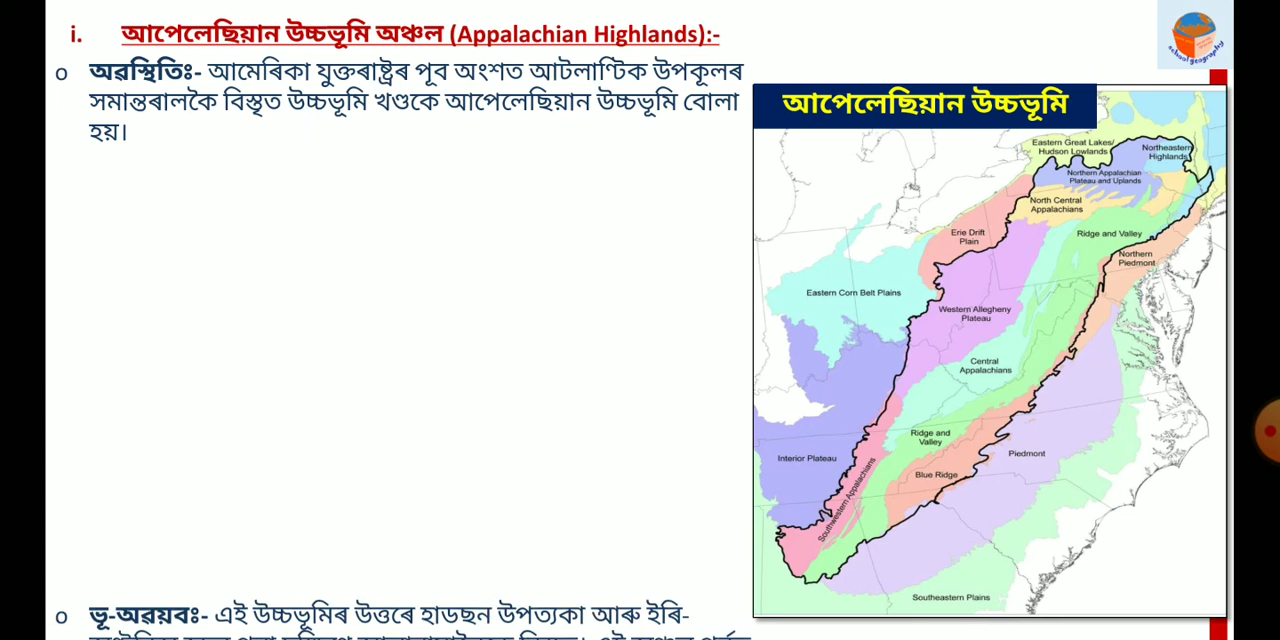 i. আপেলেছিয়ান উচ্চভূমি অঞ্চল (Appalachian Highlands):-
o অৱস্থিতিঃ- আমেৰিকা যুক্তৰাষ্ট্ৰৰ পূব অংশত আটলাণ্টিক উপকূলৰ
সমান্তৰালকৈ বিস্তৃত উচ্চভূমি খণ্ডকে আপেলেছিয়ান উচ্চভূমি বোলা
হয়।
o ভূ-অৱয়বঃ- এই উচ্চভূমিৰ উত্তৰে হাডছন উপত্যকা আৰু ইৰি-
school geography
আপেলেছিয়ান উচ্চভূমি
Eastern Great Lakes/
Hudson Lowlands
Northeastern
Highlands
Northern Appalachian
Plateau and Uplands
North Central
Appalachians
Erie Drift
Plain
Ridge and Valley
Northern
Piedmont
Eastern Corn Belt Plains
Western Allegheny
Plateau
Central
Appalachians
Ridge and
Valley
Piedmont
Interior Plateau
Blue Ridge
Southwestern Appalachians
Southeastern Plains